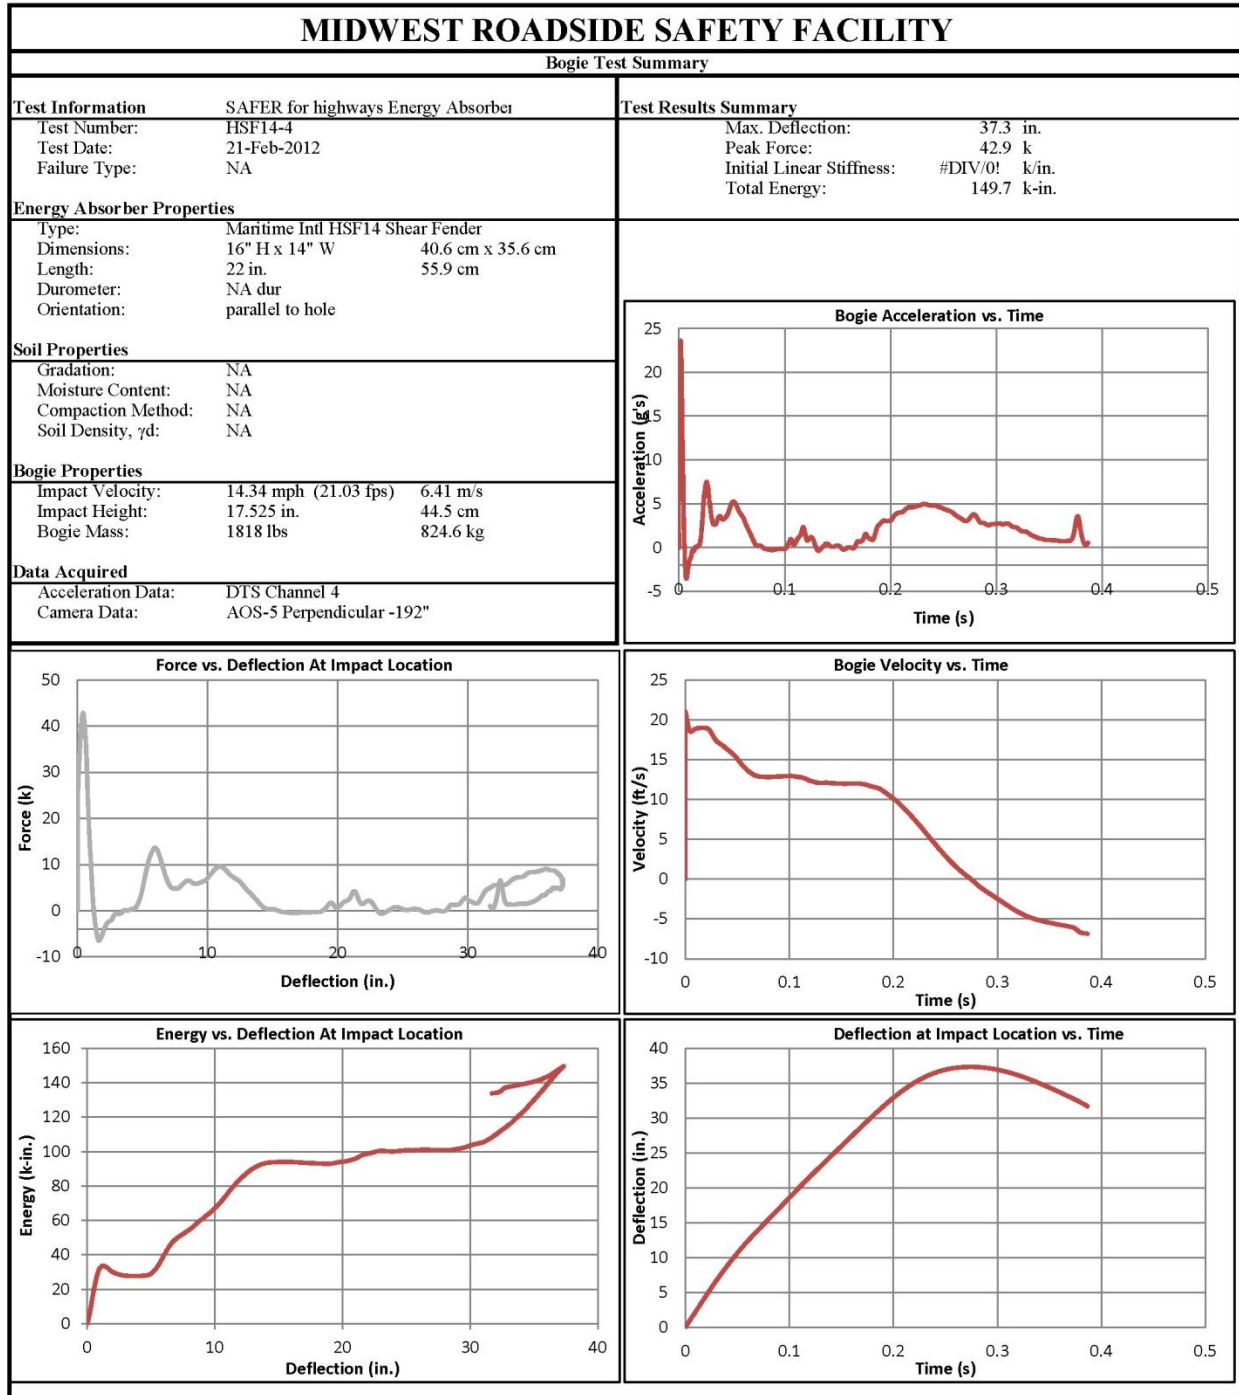 MIDWEST ROADSIDE SAFETY FACILITY
Bogie Test Summary
Test Information SAFER for highways Energy Absorber
Test Number: HSF14-4
Test Date: 21-Feb-2012
Failure Type: NA
Energy Absorber Properties
Type: Maritime Intl HSF14 Shear Fender
Dimensions: 16" H x 14" W 40.6 cm x 35.6 cm
Length: 22 in. 55.9 cm
Durometer: NA dur
Orientation: parallel to hole
Soil Properties
Gradation: NA
Moisture Content: NA
Compaction Method: NA
Soil Density, γd: NA
Bogie Properties
Impact Velocity: 14.34 mph (21.03 fps) 6.41 m/s
Impact Height: 17.525 in. 44.5 cm
Bogie Mass: 1818 lbs 824.6 kg
Data Acquired
Acceleration Data: DTS Channel 4
Camera Data: AOS-5 Perpendicular -192"
Test Results Summary
Max. Deflection: 37.3 in.
Peak Force: 42.9 k
Initial Linear Stiffness: #DIV/0! k/in.
Total Energy: 149.7 k-in.
Bogie Acceleration vs. Time
Acceleration (g's)
25
20
15
10
5
0
-5
0 0.1 0.2 0.3 0.4 0.5
Time (s)
Force vs. Deflection At Impact Location
Force (k)
50
40
30
20
10
0
-10
0 10 20 30 40
Deflection (in.)
Bogie Velocity vs. Time
Velocity (ft/s)
25
20
15
10
5
0
-5
-10
0 0.1 0.2 0.3 0.4 0.5
Time (s)
Energy vs. Deflection At Impact Location
Energy (k-in.)
160
140
120
100
80
60
40
20
0
0 10 20 30 40
Deflection (in.)
Deflection at Impact Location vs. Time
Deflection (in.)
40
35
30
25
20
15
10
5
0
0 0.1 0.2 0.3 0.4 0.5
Time (s)